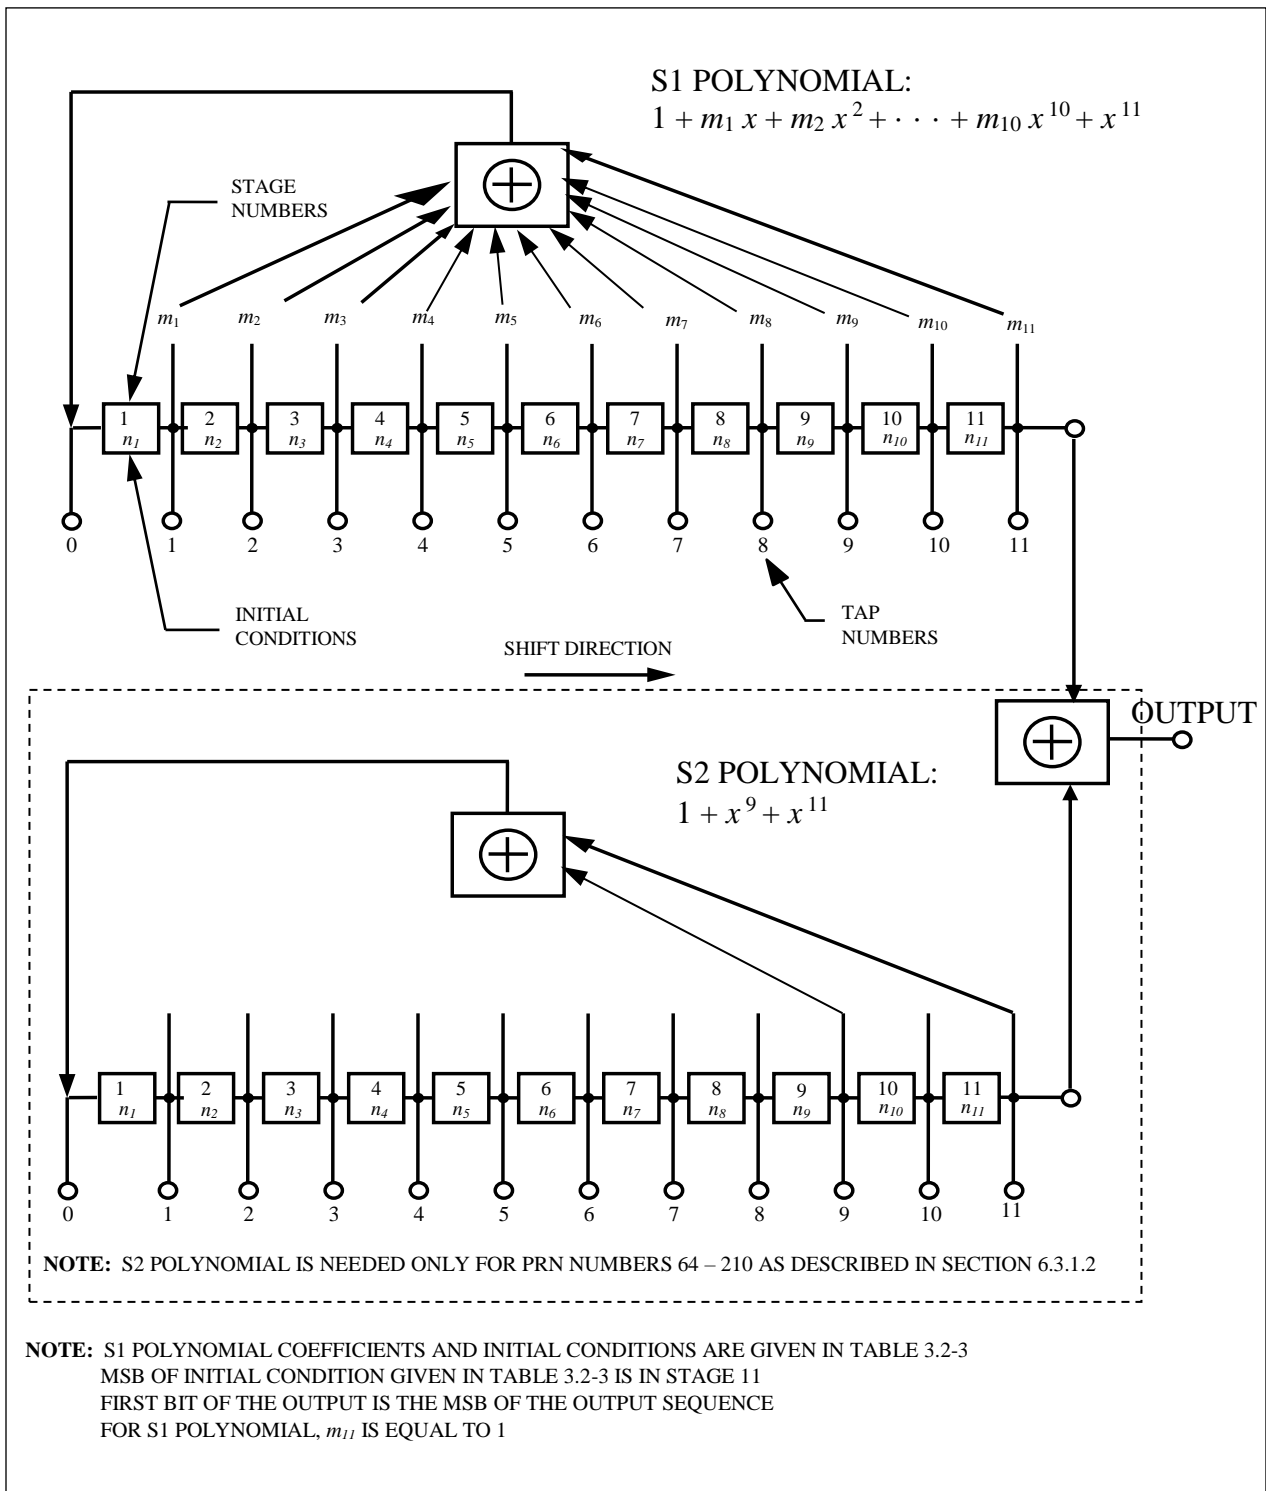 S1 POLYNOMIAL:
1 + m₁ x + m₂ x² + · · · + m₁₀ x¹⁰ + x¹¹
STAGE
NUMBERS
m₁ m₂ m₃ m₄ m₅ m₆ m₇ m₈ m₉ m₁₀ m₁₁
1 2 3 4 5 6 7 8 9 10 11
n₁ n₂ n₃ n₄ n₅ n₆ n₇ n₈ n₉ n₁₀ n₁₁
0 1 2 3 4 5 6 7 8 9 10 11
INITIAL
CONDITIONS
TAP
NUMBERS
SHIFT DIRECTION
OUTPUT
S2 POLYNOMIAL:
1 + x⁹ + x¹¹
1 2 3 4 5 6 7 8 9 10 11
n₁ n₂ n₃ n₄ n₅ n₆ n₇ n₈ n₉ n₁₀ n₁₁
0 1 2 3 4 5 6 7 8 9 10 11
NOTE: S2 POLYNOMIAL IS NEEDED ONLY FOR PRN NUMBERS 64 – 210 AS DESCRIBED IN SECTION 6.3.1.2
NOTE: S1 POLYNOMIAL COEFFICIENTS AND INITIAL CONDITIONS ARE GIVEN IN TABLE 3.2-3
MSB OF INITIAL CONDITION GIVEN IN TABLE 3.2-3 IS IN STAGE 11
FIRST BIT OF THE OUTPUT IS THE MSB OF THE OUTPUT SEQUENCE
FOR S1 POLYNOMIAL, m₁₁ IS EQUAL TO 1